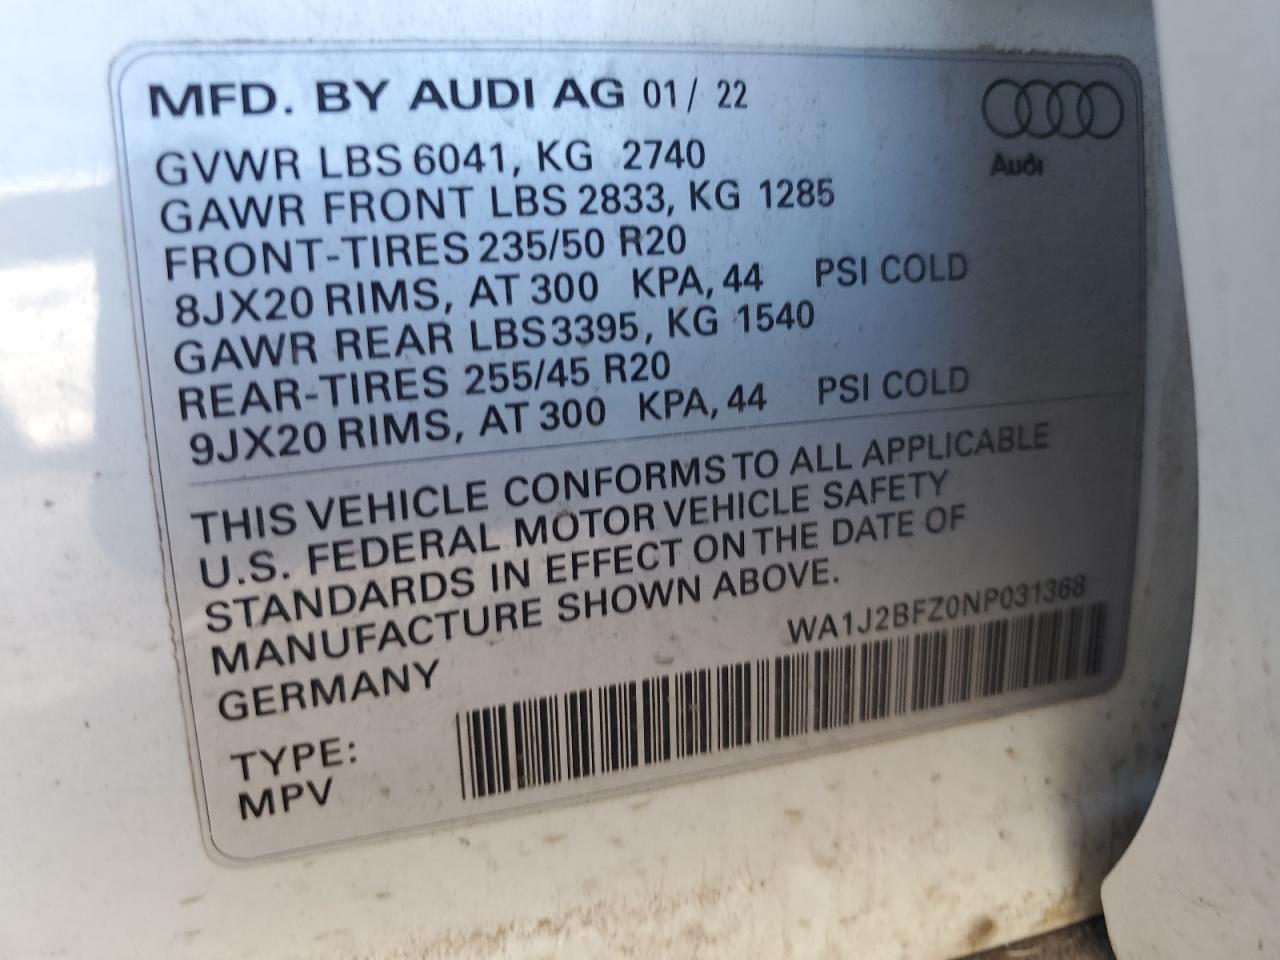 MFD. BY AUDI AG 01/ 22
Audi
GVWR LBS 6041, KG 2740
GAWR FRONT LBS 2833, KG 1285
FRONT-TIRES 235/50 R20
8JX20 RIMS, AT 300 KPA, 44 PSI COLD
GAWR REAR LBS3395, KG 1540
REAR-TIRES 255/45 R20
9JX20 RIMS, AT 300 KPA, 44 PSI COLD
THIS VEHICLE CONFORMS TO ALL APPLICABLE
U.S. FEDERAL MOTOR VEHICLE SAFETY
STANDARDS IN EFFECT ON THE DATE OF
MANUFACTURE SHOWN ABOVE.
WA1J2BFZ0NP031368
GERMANY
TYPE:
MPV